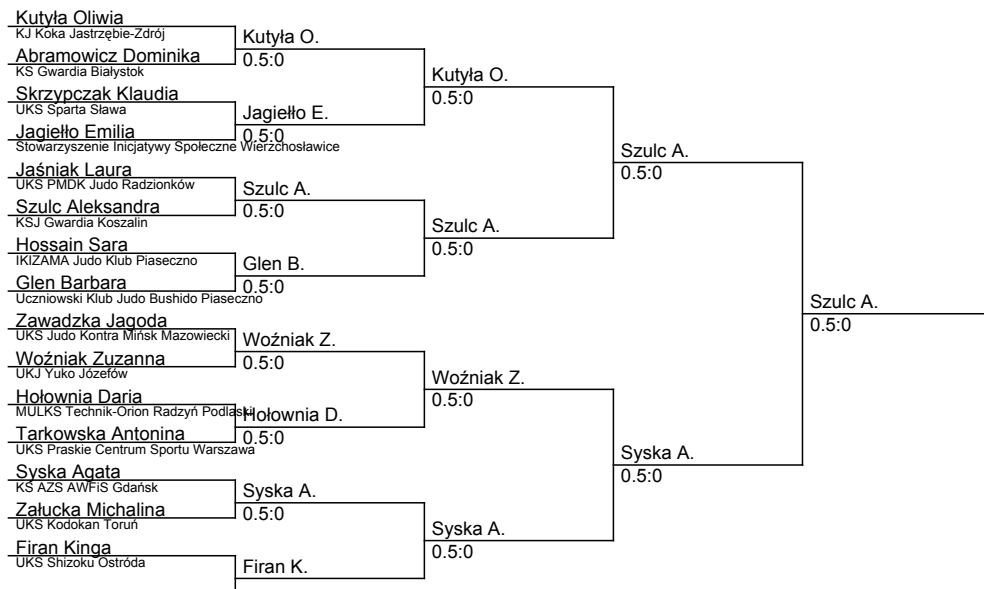 Kutyła Oliwia
KJ Koka Jastrzębie-Zdrój
Abramowicz Dominika
KS Gwardia Białystok
Skrzypczak Klaudia
UKS Sparta Sława
Jagiełło Emilia
Stowarzyszenie Inicjatywy Społeczne Wierzchosławice
Jaśniak Laura
UKS PMDK Judo Radzionków
Szulc Aleksandra
KSJ Gwardia Koszalin
Hossain Sara
IKIZAMA Judo Klub Piaseczno
Glen Barbara
Uczniowski Klub Judo Bushido Piaseczno
Zawadzka Jagoda
UKS Judo Kontra Mińsk Mazowiecki
Woźniak Zuzanna
UKJ Yuko Józefów
Hołownia Daria
MULKS Technik-Orion Radzyń Podlaski
Tarkowska Antonina
UKS Praskie Centrum Sportu Warszawa
Syska Agata
KS AZS AWFiS Gdańsk
Załucka Michalina
UKS Kodokan Toruń
Firan Kinga
UKS Shizoku Ostróda
Kutyła O.
0.5:0
Jagiełło E.
0.5:0
Szulc A.
0.5:0
Glen B.
0.5:0
Woźniak Z.
0.5:0
Hołownia D.
0.5:0
Syska A.
0.5:0
Firan K.
Kutyła O.
0.5:0
Szulc A.
0.5:0
Woźniak Z.
0.5:0
Syska A.
0.5:0
Szulc A.
0.5:0
Syska A.
0.5:0
Szulc A.
0.5:0